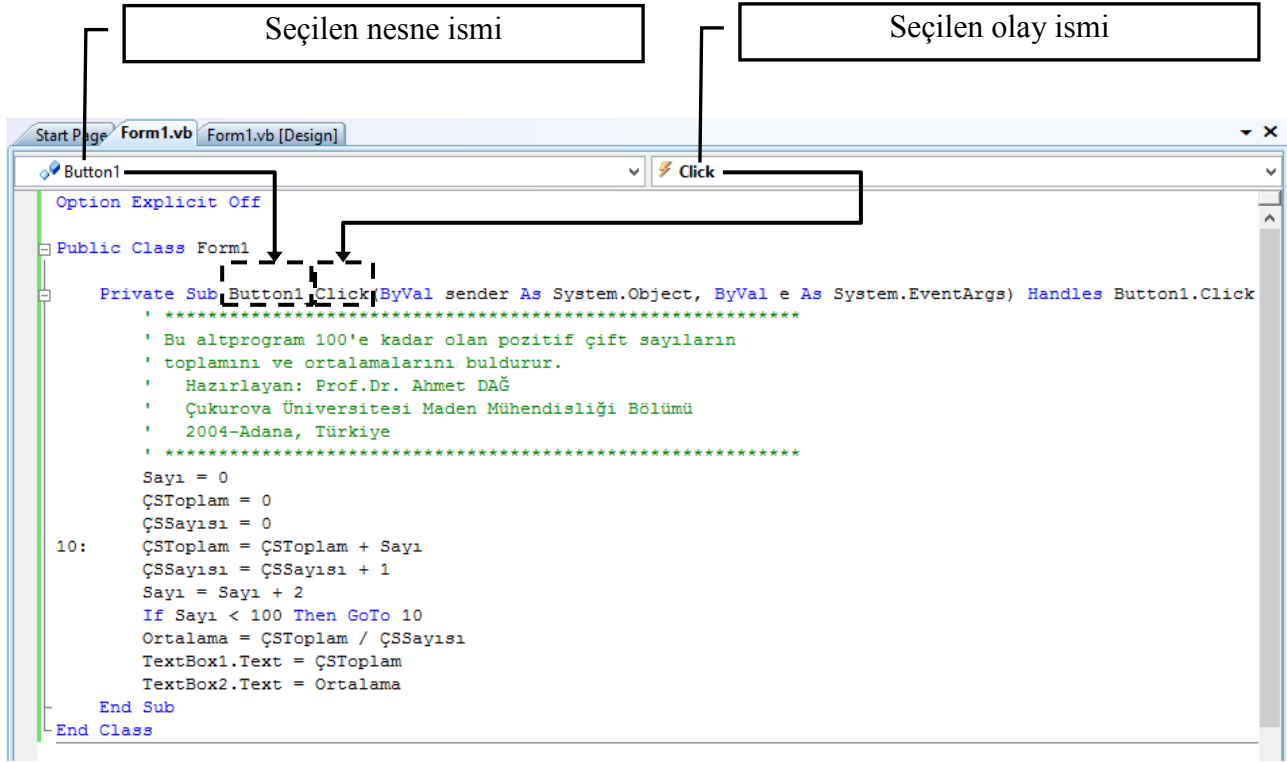 Seçilen nesne ismi
Seçilen olay ismi
Start Page Form1.vb Form1.vb [Design]
Button1 Click
Option Explicit Off
Public Class Form1
Private Sub Button1_Click(ByVal sender As System.Object, ByVal e As System.EventArgs) Handles Button1.Click
' ***********************************************************
' Bu altprogram 100'e kadar olan pozitif çift sayıların
' toplamını ve ortalamalarını buldurur.
' Hazırlayan: Prof.Dr. Ahmet DAĞ
' Çukurova Üniversitesi Maden Mühendisliği Bölümü
' 2004-Adana, Türkiye
' ***********************************************************
Sayı = 0
ÇSToplam = 0
ÇSSayısı = 0
10: ÇSToplam = ÇSToplam + Sayı
ÇSSayısı = ÇSSayısı + 1
Sayı = Sayı + 2
If Sayı < 100 Then GoTo 10
Ortalama = ÇSToplam / ÇSSayısı
TextBox1.Text = ÇSToplam
TextBox2.Text = Ortalama
End Sub
End Class